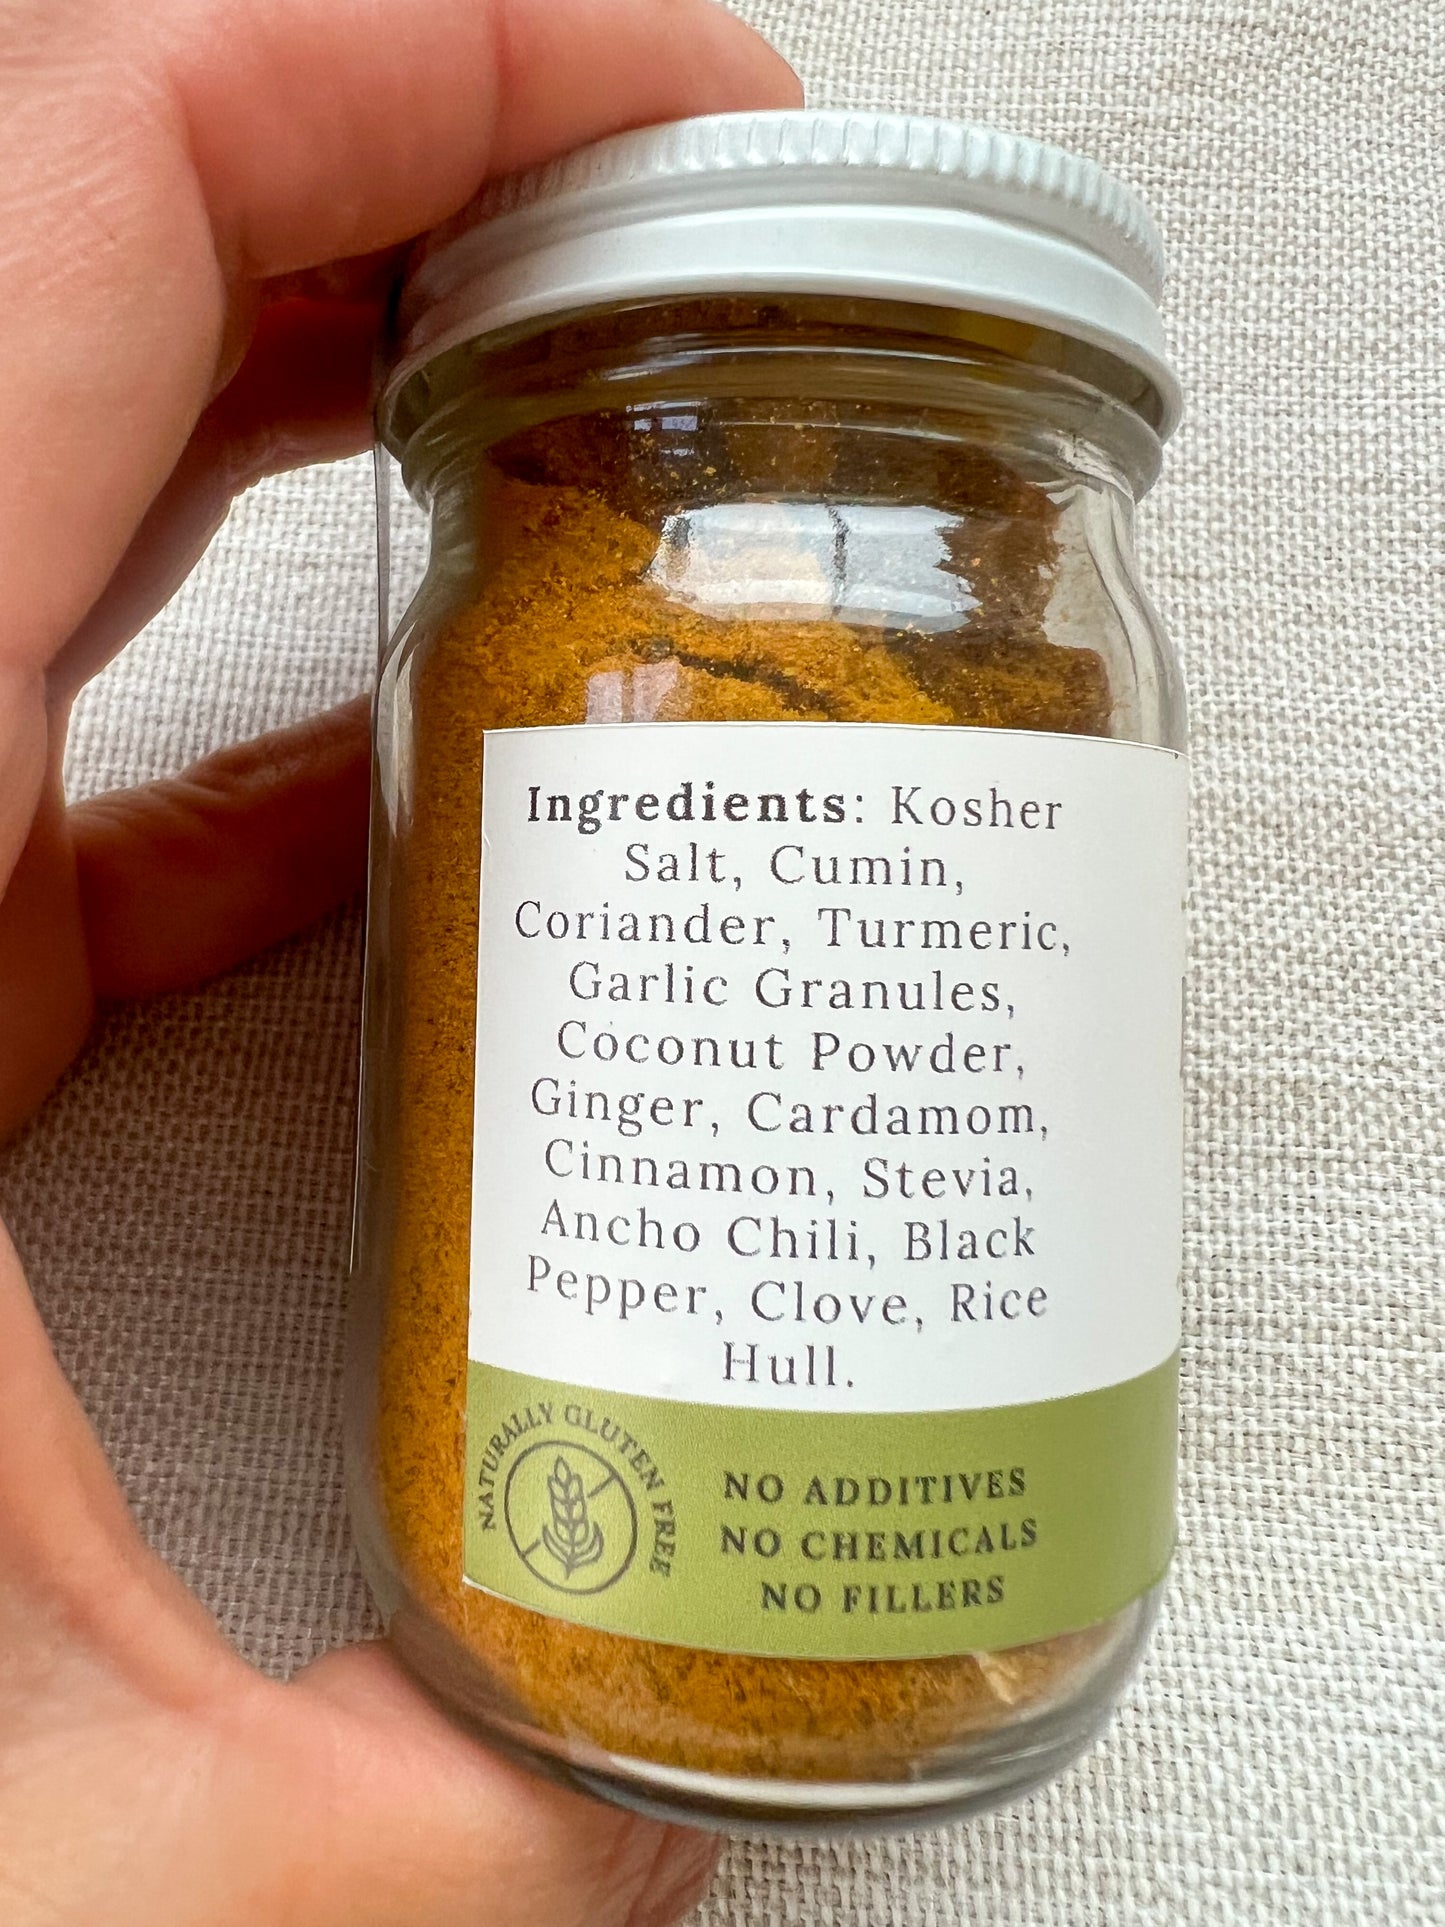 Ingredients: Kosher
Salt, Cumin,
Coriander, Turmeric,
Garlic Granules,
Coconut Powder,
Ginger, Cardamom,
Cinnamon, Stevia,
Ancho Chili, Black
Pepper, Clove, Rice
Hull.
NATURALLY GLUTEN FREE
NO ADDITIVES
NO CHEMICALS
NO FILLERS